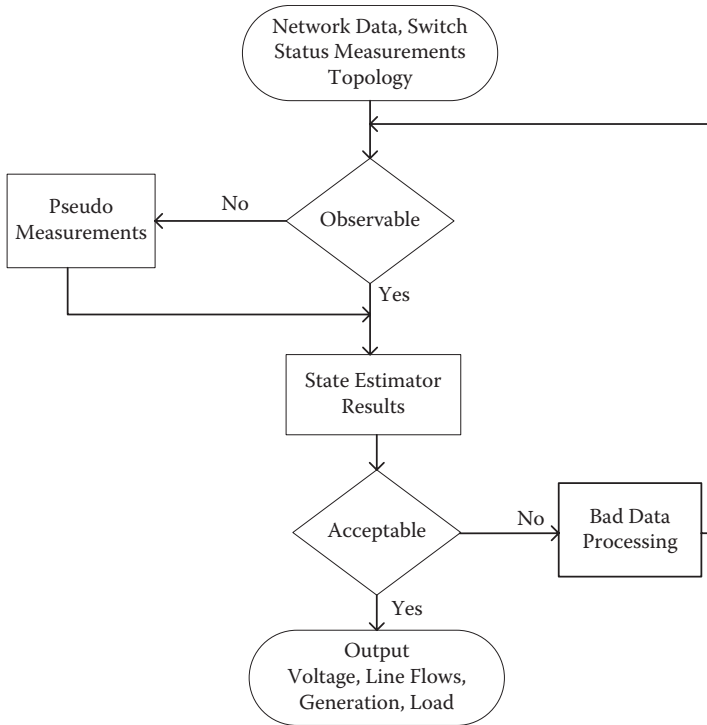 Network Data, Switch
Status Measurements
Topology
Pseudo
Measurements
No
Observable
Yes
State Estimator
Results
Acceptable
No
Bad Data
Processing
Yes
Output
Voltage, Line Flows,
Generation, Load